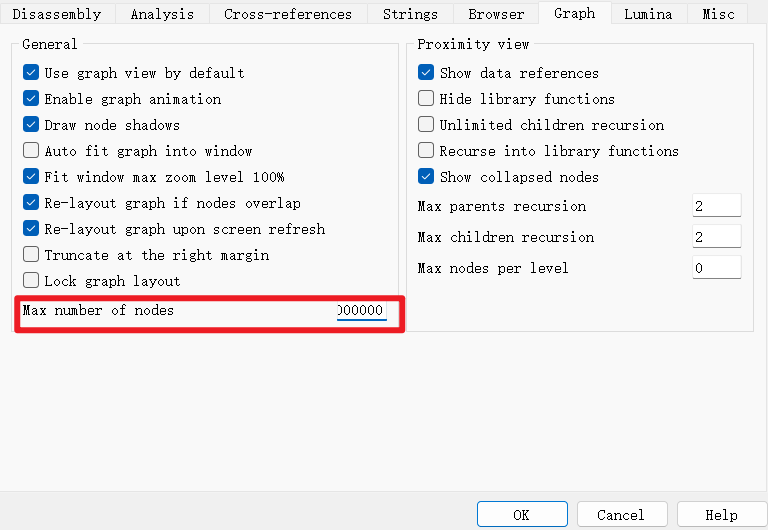 Disassembly Analysis Cross-references Strings Browser Graph Lumina Misc
General
Use graph view by default
Enable graph animation
Draw node shadows
Auto fit graph into window
Fit window max zoom level 100%
Re-layout graph if nodes overlap
Re-layout graph upon screen refresh
Truncate at the right margin
Lock graph layout
Max number of nodes 000000
Proximity view
Show data references
Hide library functions
Unlimited children recursion
Recurse into library functions
Show collapsed nodes
Max parents recursion 2
Max children recursion 2
Max nodes per level 0
OK Cancel Help